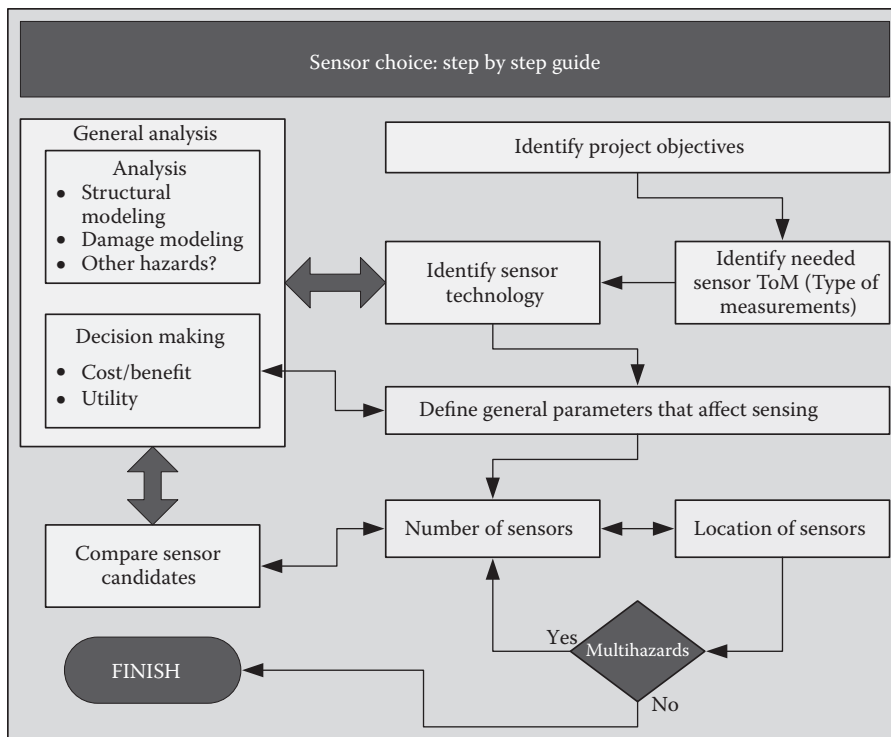 Sensor choice: step by step guide
General analysis
Analysis
• Structural
modeling
• Damage modeling
• Other hazards?
Decision making
• Cost/benefit
• Utility
Identify project objectives
Identify needed
sensor ToM (Type of
measurements)
Identify sensor
technology
Define general parameters that affect sensing
Number of sensors
Location of sensors
Compare sensor
candidates
Multihazards
Yes
No
FINISH